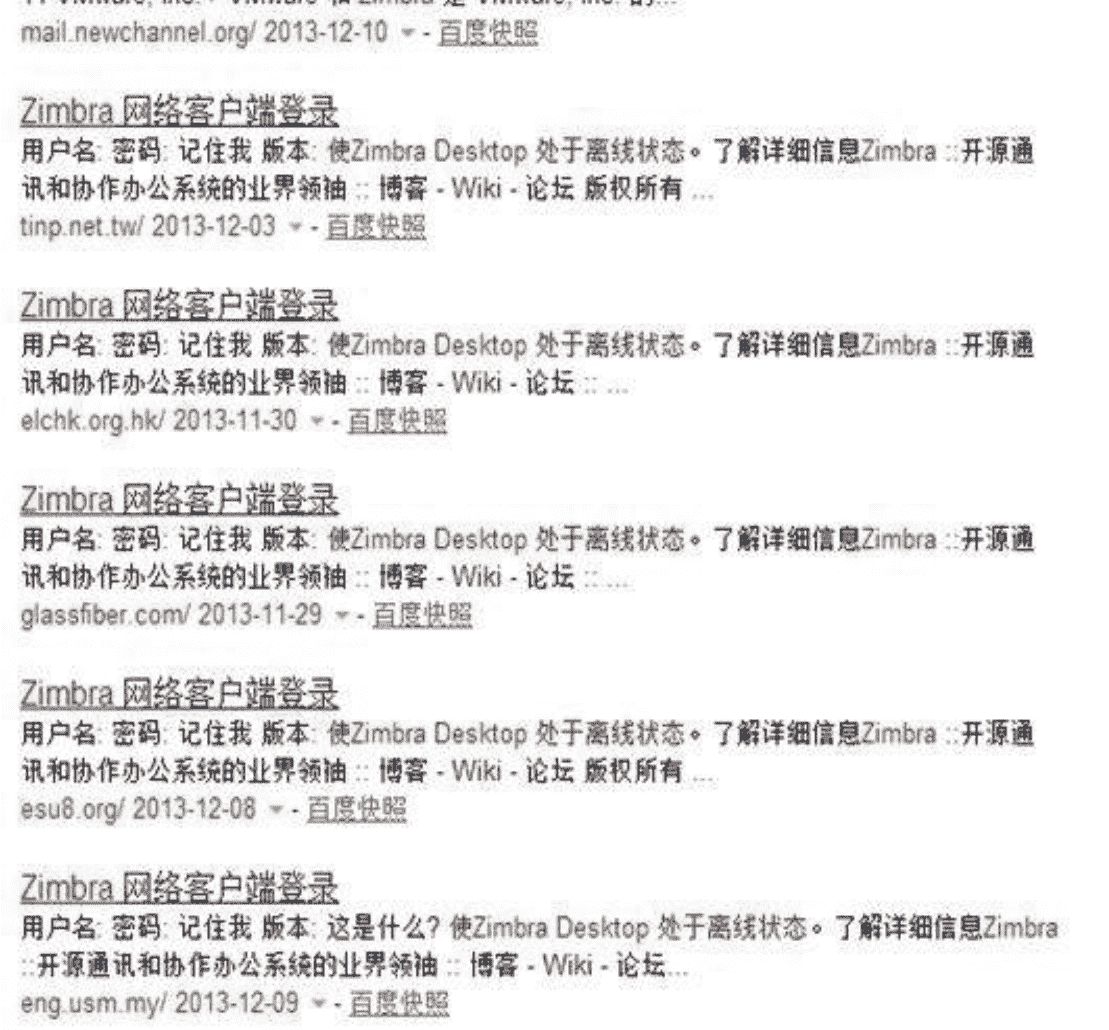 mail.newchannel.org/ 2013-12-10 - 百度快照
Zimbra 网络客户端登录
用户名: 密码: 记住我 版本: 使Zimbra Desktop 处于离线状态。了解详细信息Zimbra ::开源通
讯和协作办公系统的业界领袖 :: 博客 - Wiki - 论坛 版权所有 ...
tinp.net.tw/ 2013-12-03 - 百度快照
Zimbra 网络客户端登录
用户名: 密码: 记住我 版本: 使Zimbra Desktop 处于离线状态。了解详细信息Zimbra ::开源通
讯和协作办公系统的业界领袖 :: 博客 - Wiki - 论坛 :: ...
elchk.org.hk/ 2013-11-30 - 百度快照
Zimbra 网络客户端登录
用户名: 密码: 记住我 版本: 使Zimbra Desktop 处于离线状态。了解详细信息Zimbra ::开源通
讯和协作办公系统的业界领袖 :: 博客 - Wiki - 论坛 :: ...
glassfiber.com/ 2013-11-29 - 百度快照
Zimbra 网络客户端登录
用户名: 密码: 记住我 版本: 使Zimbra Desktop 处于离线状态。了解详细信息Zimbra ::开源通
讯和协作办公系统的业界领袖 :: 博客 - Wiki - 论坛 版权所有 ...
esu8.org/ 2013-12-08 - 百度快照
Zimbra 网络客户端登录
用户名: 密码: 记住我 版本: 这是什么? 使Zimbra Desktop 处于离线状态。了解详细信息Zimbra
::开源通讯和协作办公系统的业界领袖 :: 博客 - Wiki - 论坛...
eng.usm.my/ 2013-12-09 - 百度快照